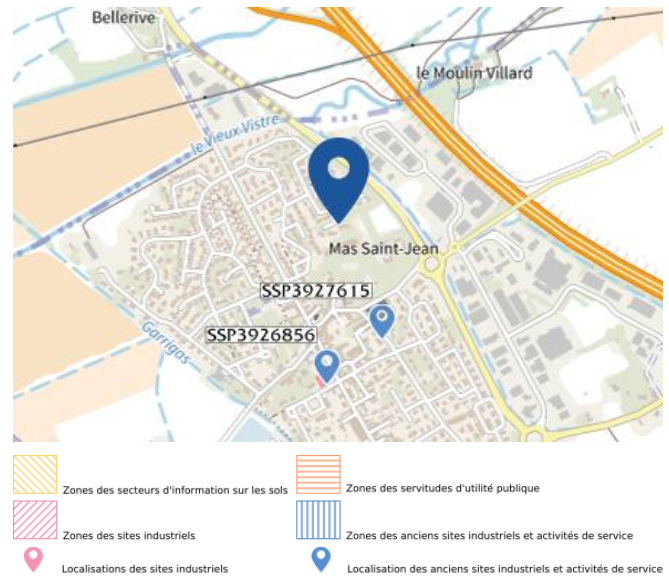 Bellerive
le Moulin Villard
le Vieux Vistre
Mas Saint-Jean
SSP3927615
SSP3926856
Garrigos
Zones des secteurs d'information sur les sols
Zones des servitudes d'utilité publique
Zones des sites industriels
Zones des anciens sites industriels et activités de service
Localisations des sites industriels
Localisation des anciens sites industriels et activités de service